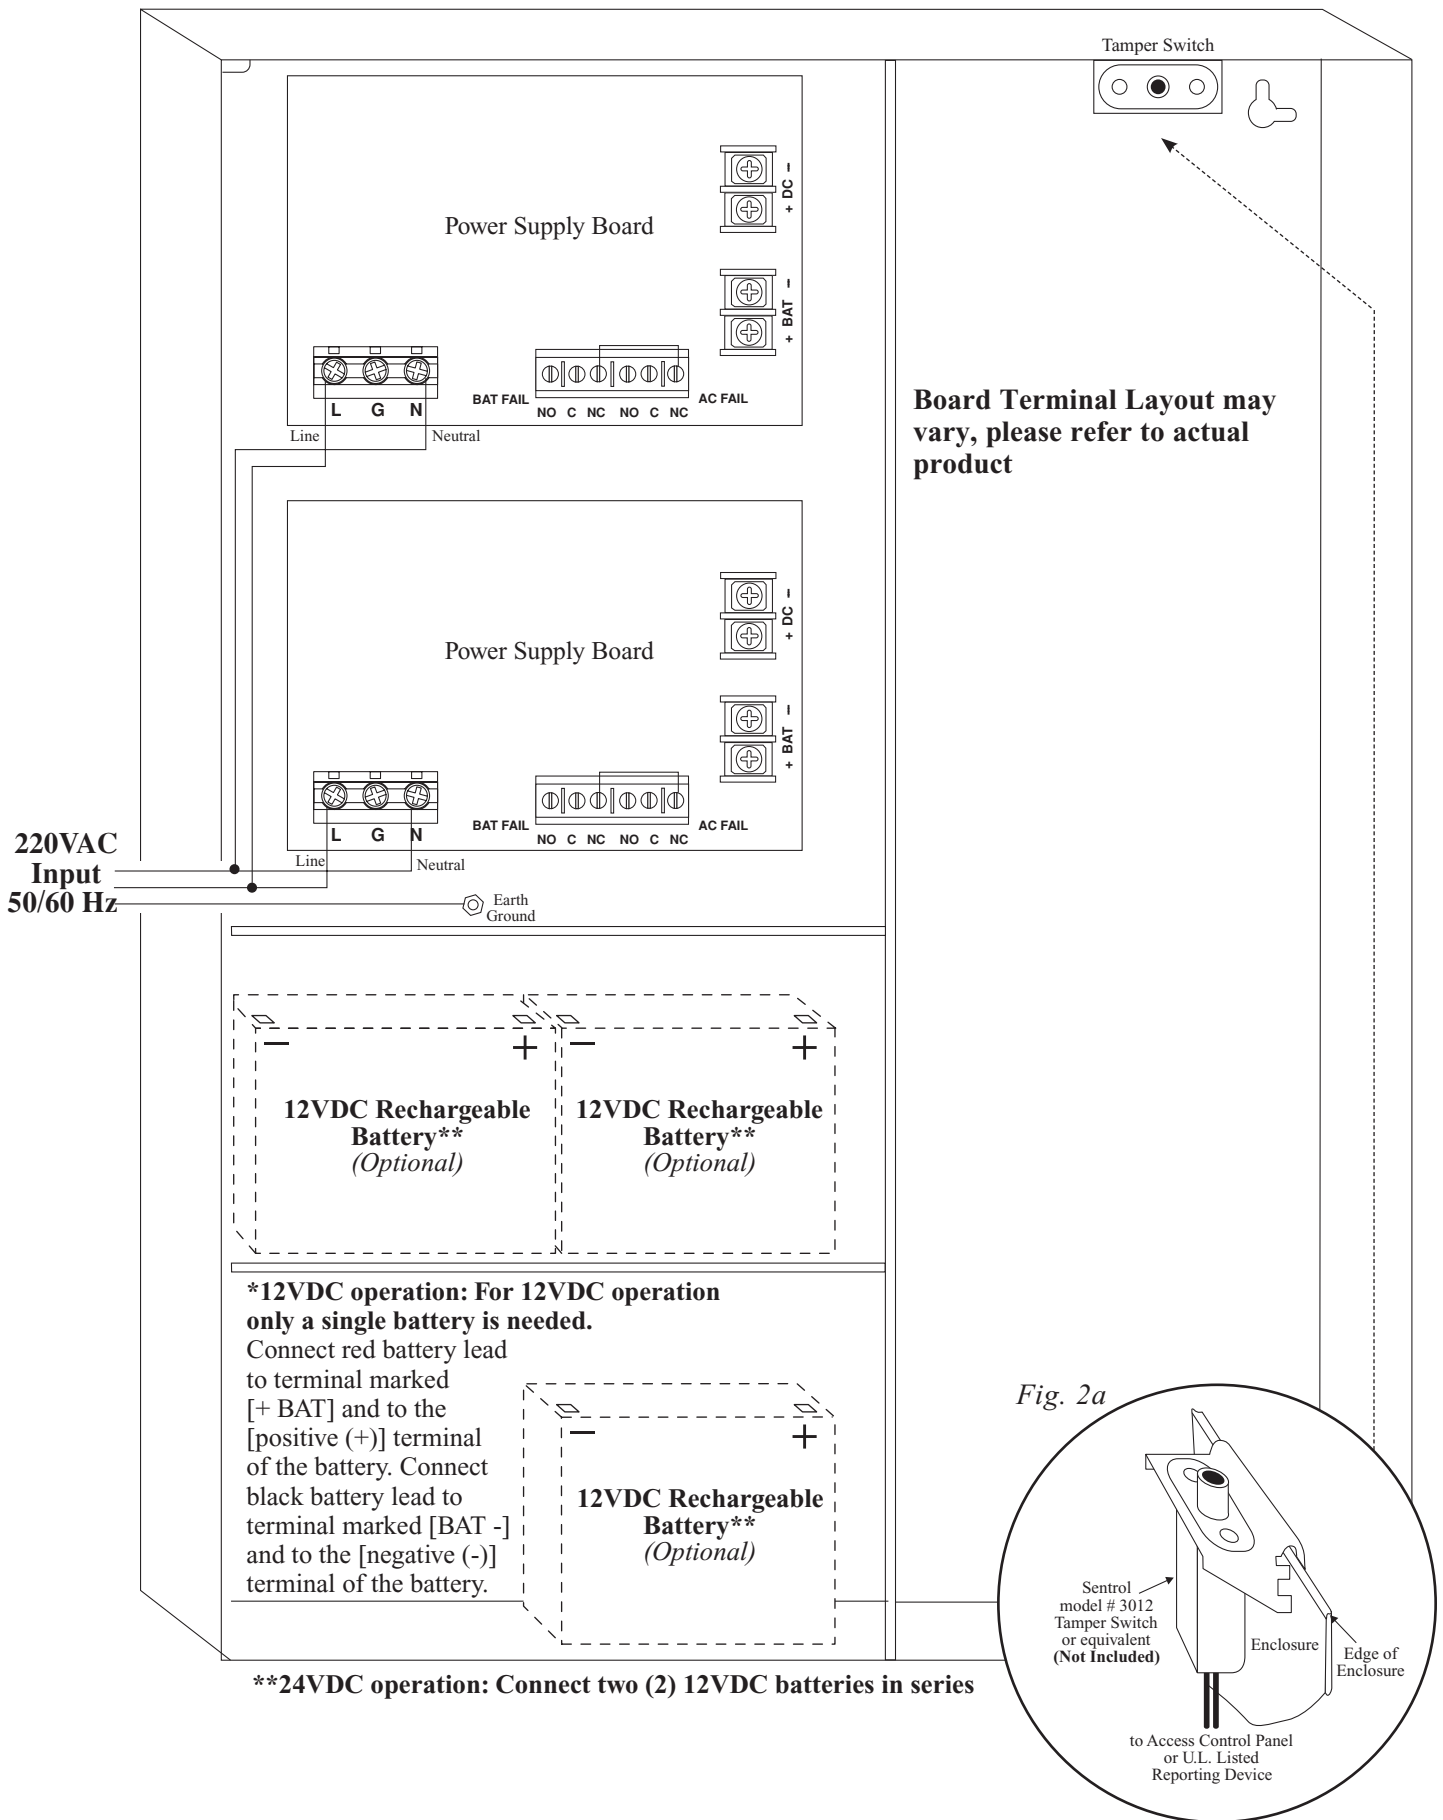 Tamper Switch
DC
+ -
Power Supply Board
BAT
+ -
BAT FAIL
AC FAIL
L G N
NO C NC NO C NC
Line
Neutral
Board Terminal Layout may
vary, please refer to actual
product
+ DC -
Power Supply Board
+ BAT -
BAT FAIL
AC FAIL
L G N
NO C NC NO C NC
Line
Neutral
220VAC
Input
50/60 Hz
Earth
Ground
- +
- +
12VDC Rechargeable
Battery**
(Optional)
12VDC Rechargeable
Battery**
(Optional)
*12VDC operation: For 12VDC operation
only a single battery is needed.
Connect red battery lead
to terminal marked
[+ BAT] and to the
[positive (+)] terminal
of the battery. Connect
black battery lead to
terminal marked [BAT -]
and to the [negative (-)]
terminal of the battery.
- +
12VDC Rechargeable
Battery**
(Optional)
**24VDC operation: Connect two (2) 12VDC batteries in series
Fig. 2a
Sentrol
model # 3012
Tamper Switch
or equivalent
(Not Included)
Enclosure
Edge of
Enclosure
to Access Control Panel
or U.L. Listed
Reporting Device